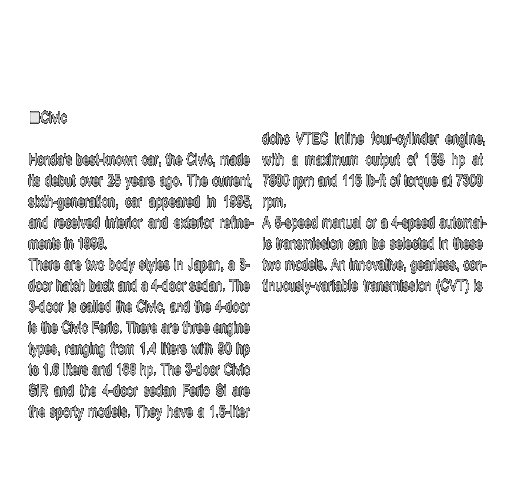 ■Civic
Honda's best-known car, the Civic, made
its debut over 25 years ago. The current,
sixth-generation, car appeared in 1995,
and received interior and exterior refine-
ments in 1998.
There are two body styles in Japan, a 3-
door hatch back and a 4-door sedan. The
3-door is called the Civic, and the 4-door
is the Civic Ferio. There are three engine
types, ranging from 1.4 liters with 90 hp
to 1.6 liters and 168 hp. The 3-door Civic
SiR and the 4-door sedan Ferio Si are
the sporty models. They have a 1.6-liter
dohc VTEC inline four-cylinder engine,
with a maximum output of 168 hp at
7800 rpm and 116 lb-ft of torque at 7300
rpm.
A 5-speed manual or a 4-speed automat-
ic transmission can be selected in these
two models. An innovative, gearless, con-
tinuously-variable transmission (CVT) is